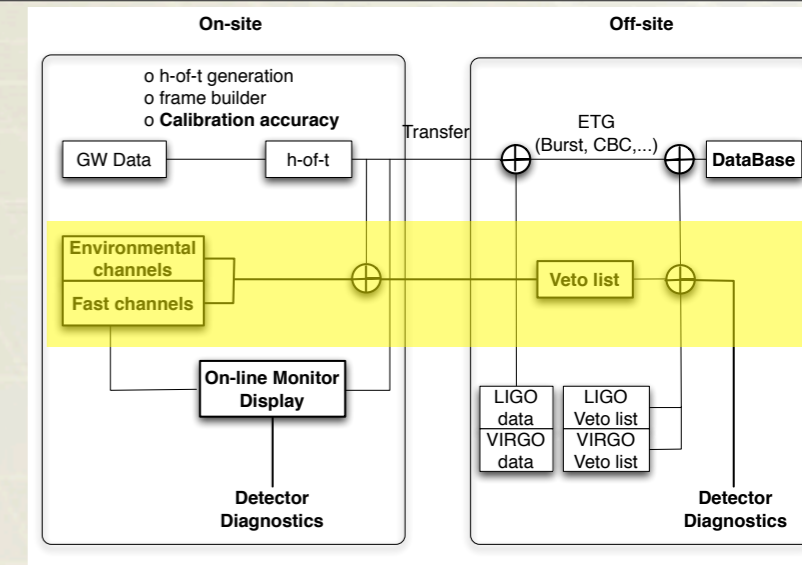 On-site
Off-site
o h-of-t generation
o frame builder
o Calibration accuracy
Transfer
ETG
(Burst, CBC,...)
GW Data
h-of-t
DataBase
Environmental
channels
Fast channels
Veto list
On-line Monitor
Display
LIGO
data
VIRGO
data
LIGO
Veto list
VIRGO
Veto list
Detector
Diagnostics
Detector
Diagnostics